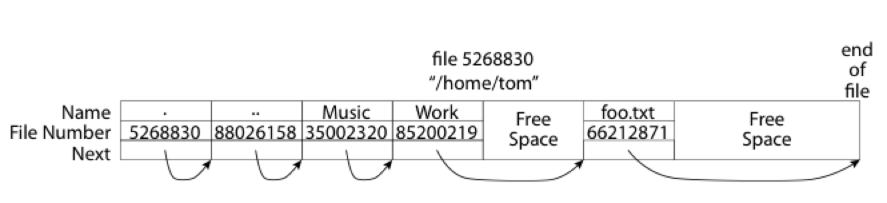 file 5268830
“/home/tom”
end
of
file
Name . .. Music Work Free Space foo.txt Free Space
File Number 5268830 88026158 35002320 85200219 66212871
Next